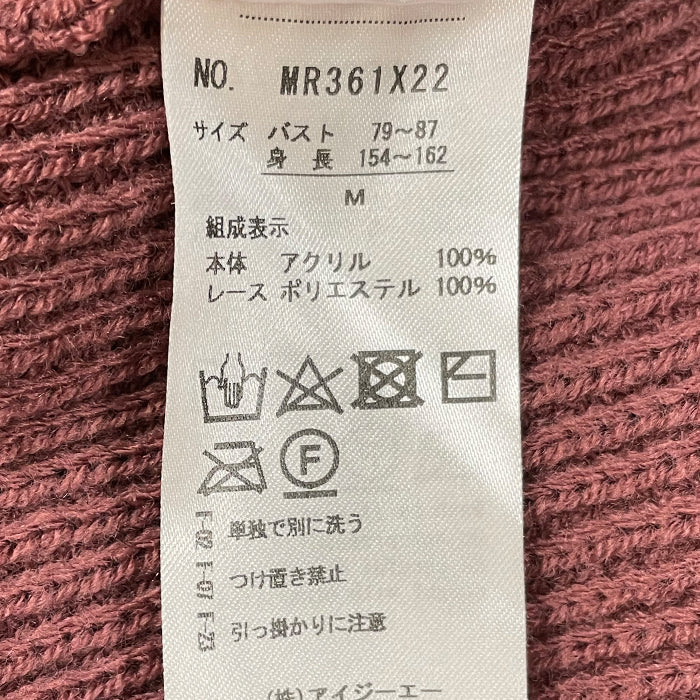 NO. MR361X22
サイズ バスト 79～87
身長 154～162
M
組成表示
本体 アクリル 100%
レース ポリエステル 100%
F
単独で別に洗う
つけ置き禁止
引っ掛かりに注意
F-02 F-07 F-23
(株)アイジーエー